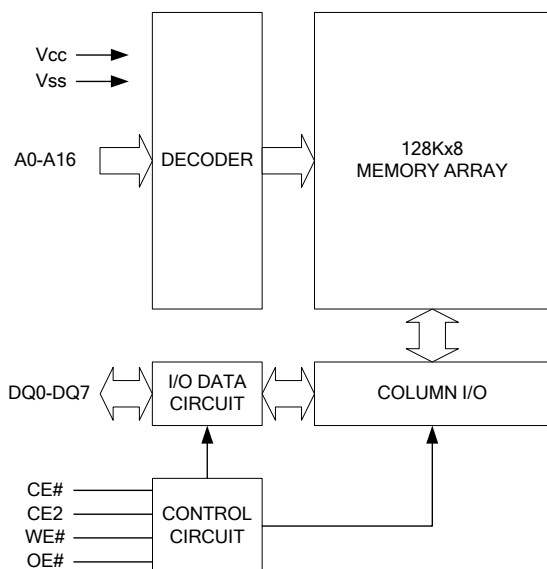 Vcc
Vss
A0-A16
DECODER
128Kx8
MEMORY ARRAY
DQ0-DQ7
I/O DATA
CIRCUIT
COLUMN I/O
CE#
CE2
WE#
OE#
CONTROL
CIRCUIT